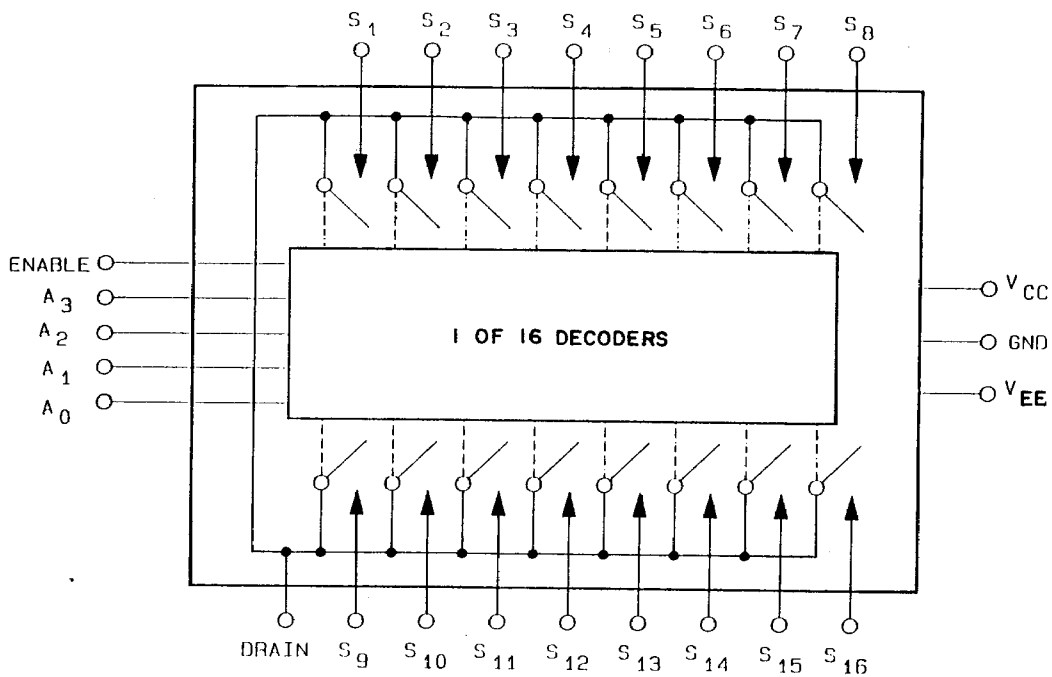 S1 S2 S3 S4 S5 S6 S7 S8
ENABLE
A3
A2
A1
A0
1 OF 16 DECODERS
VCC
GND
VEE
DRAIN S9 S10 S11 S12 S13 S14 S15 S16